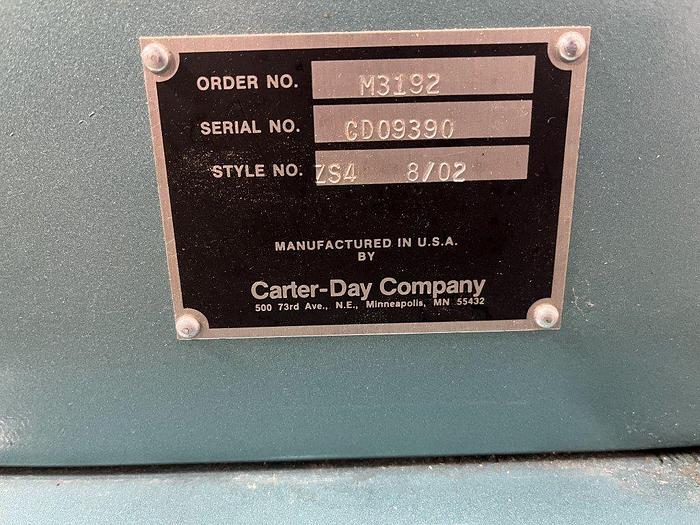 ORDER NO. M3192
SERIAL NO. CD09390
STYLE NO. ZS4 8/02
MANUFACTURED IN U.S.A.
BY
Carter-Day Company
500 73rd Ave., N.E., Minneapolis, MN 55432